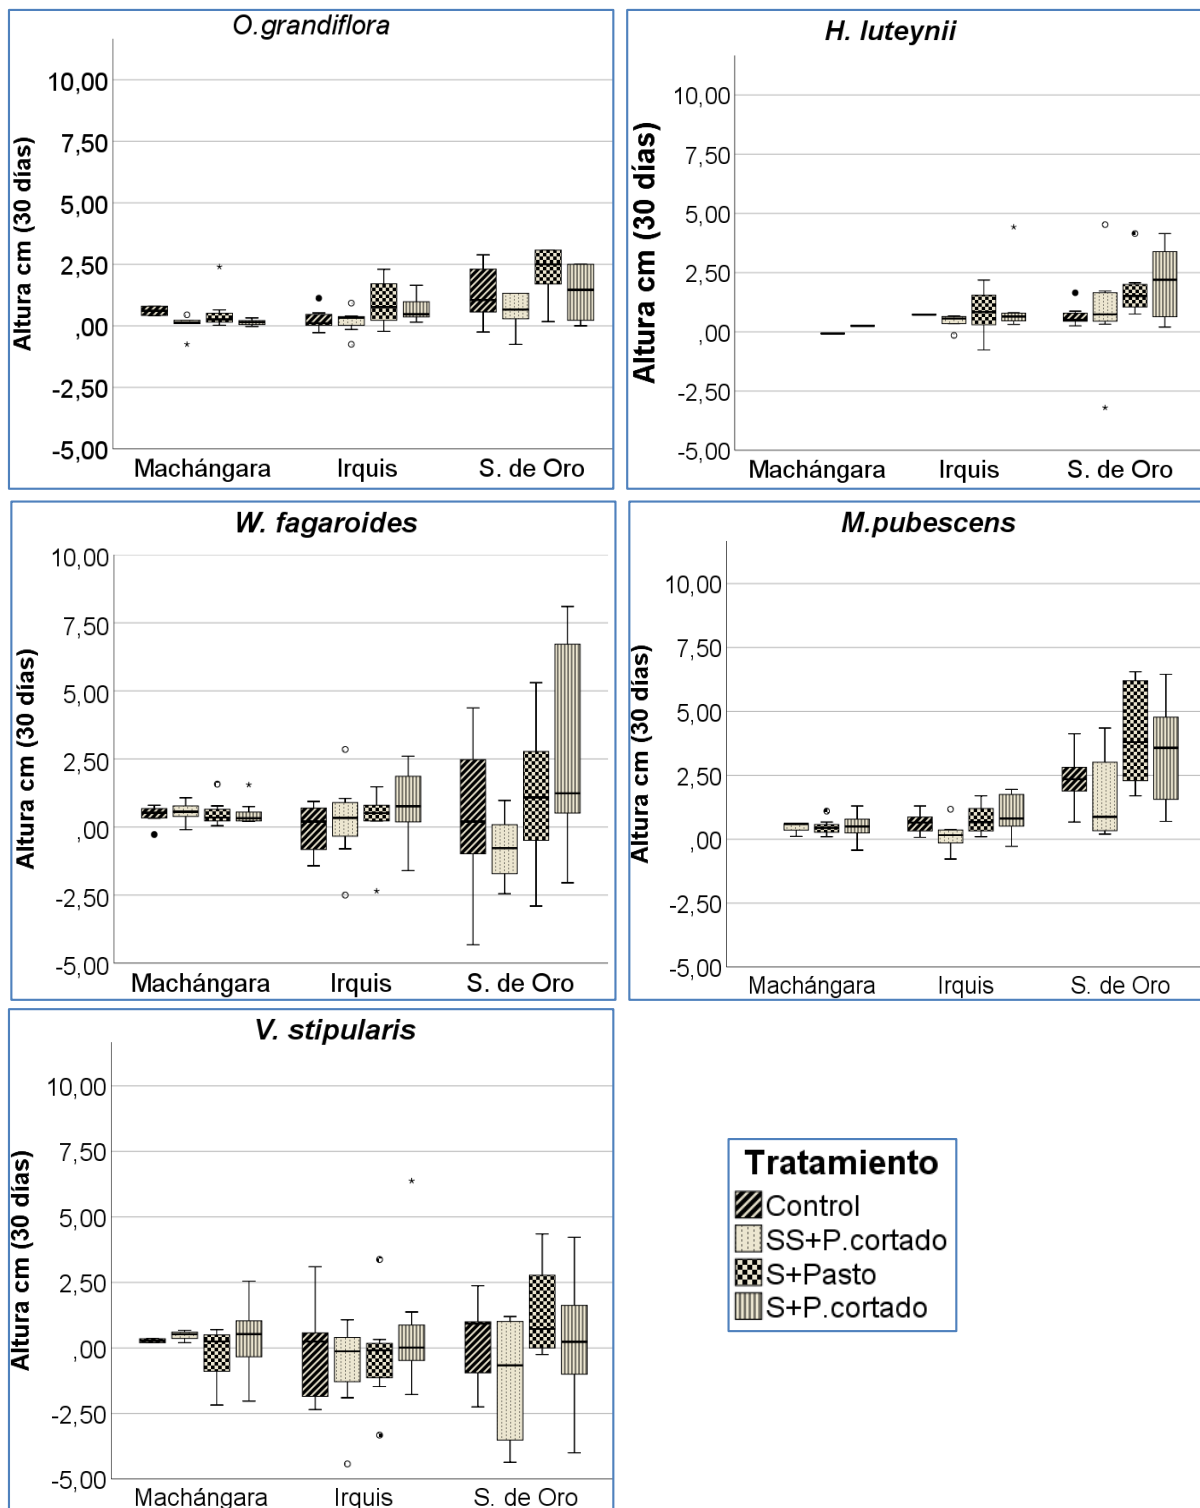 O.grandiflora
Altura cm (30 días)
10,00
7,50
5,00
2,50
,00
-2,50
-5,00
Machángara Irquis S. de Oro
H. luteynii
Altura cm (30 días)
10,00
7,50
5,00
2,50
,00
-2,50
-5,00
Machángara Irquis S. de Oro
W. fagaroides
Altura cm (30 días)
10,00
7,50
5,00
2,50
,00
-2,50
-5,00
Machángara Irquis S. de Oro
M.pubescens
Altura cm (30 días)
10,00
7,50
5,00
2,50
,00
-2,50
-5,00
Machángara Irquis S. de Oro
V. stipularis
Altura cm (30 días)
10,00
7,50
5,00
2,50
,00
-2,50
-5,00
Machángara Irquis S. de Oro
Tratamiento
Control
SS+P.cortado
S+Pasto
S+P.cortado